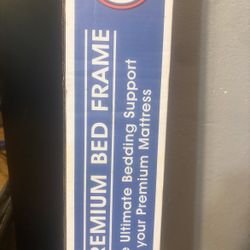 PREMIUM BED FRAME
Ultimate Bedding Support
your Premium Mattress